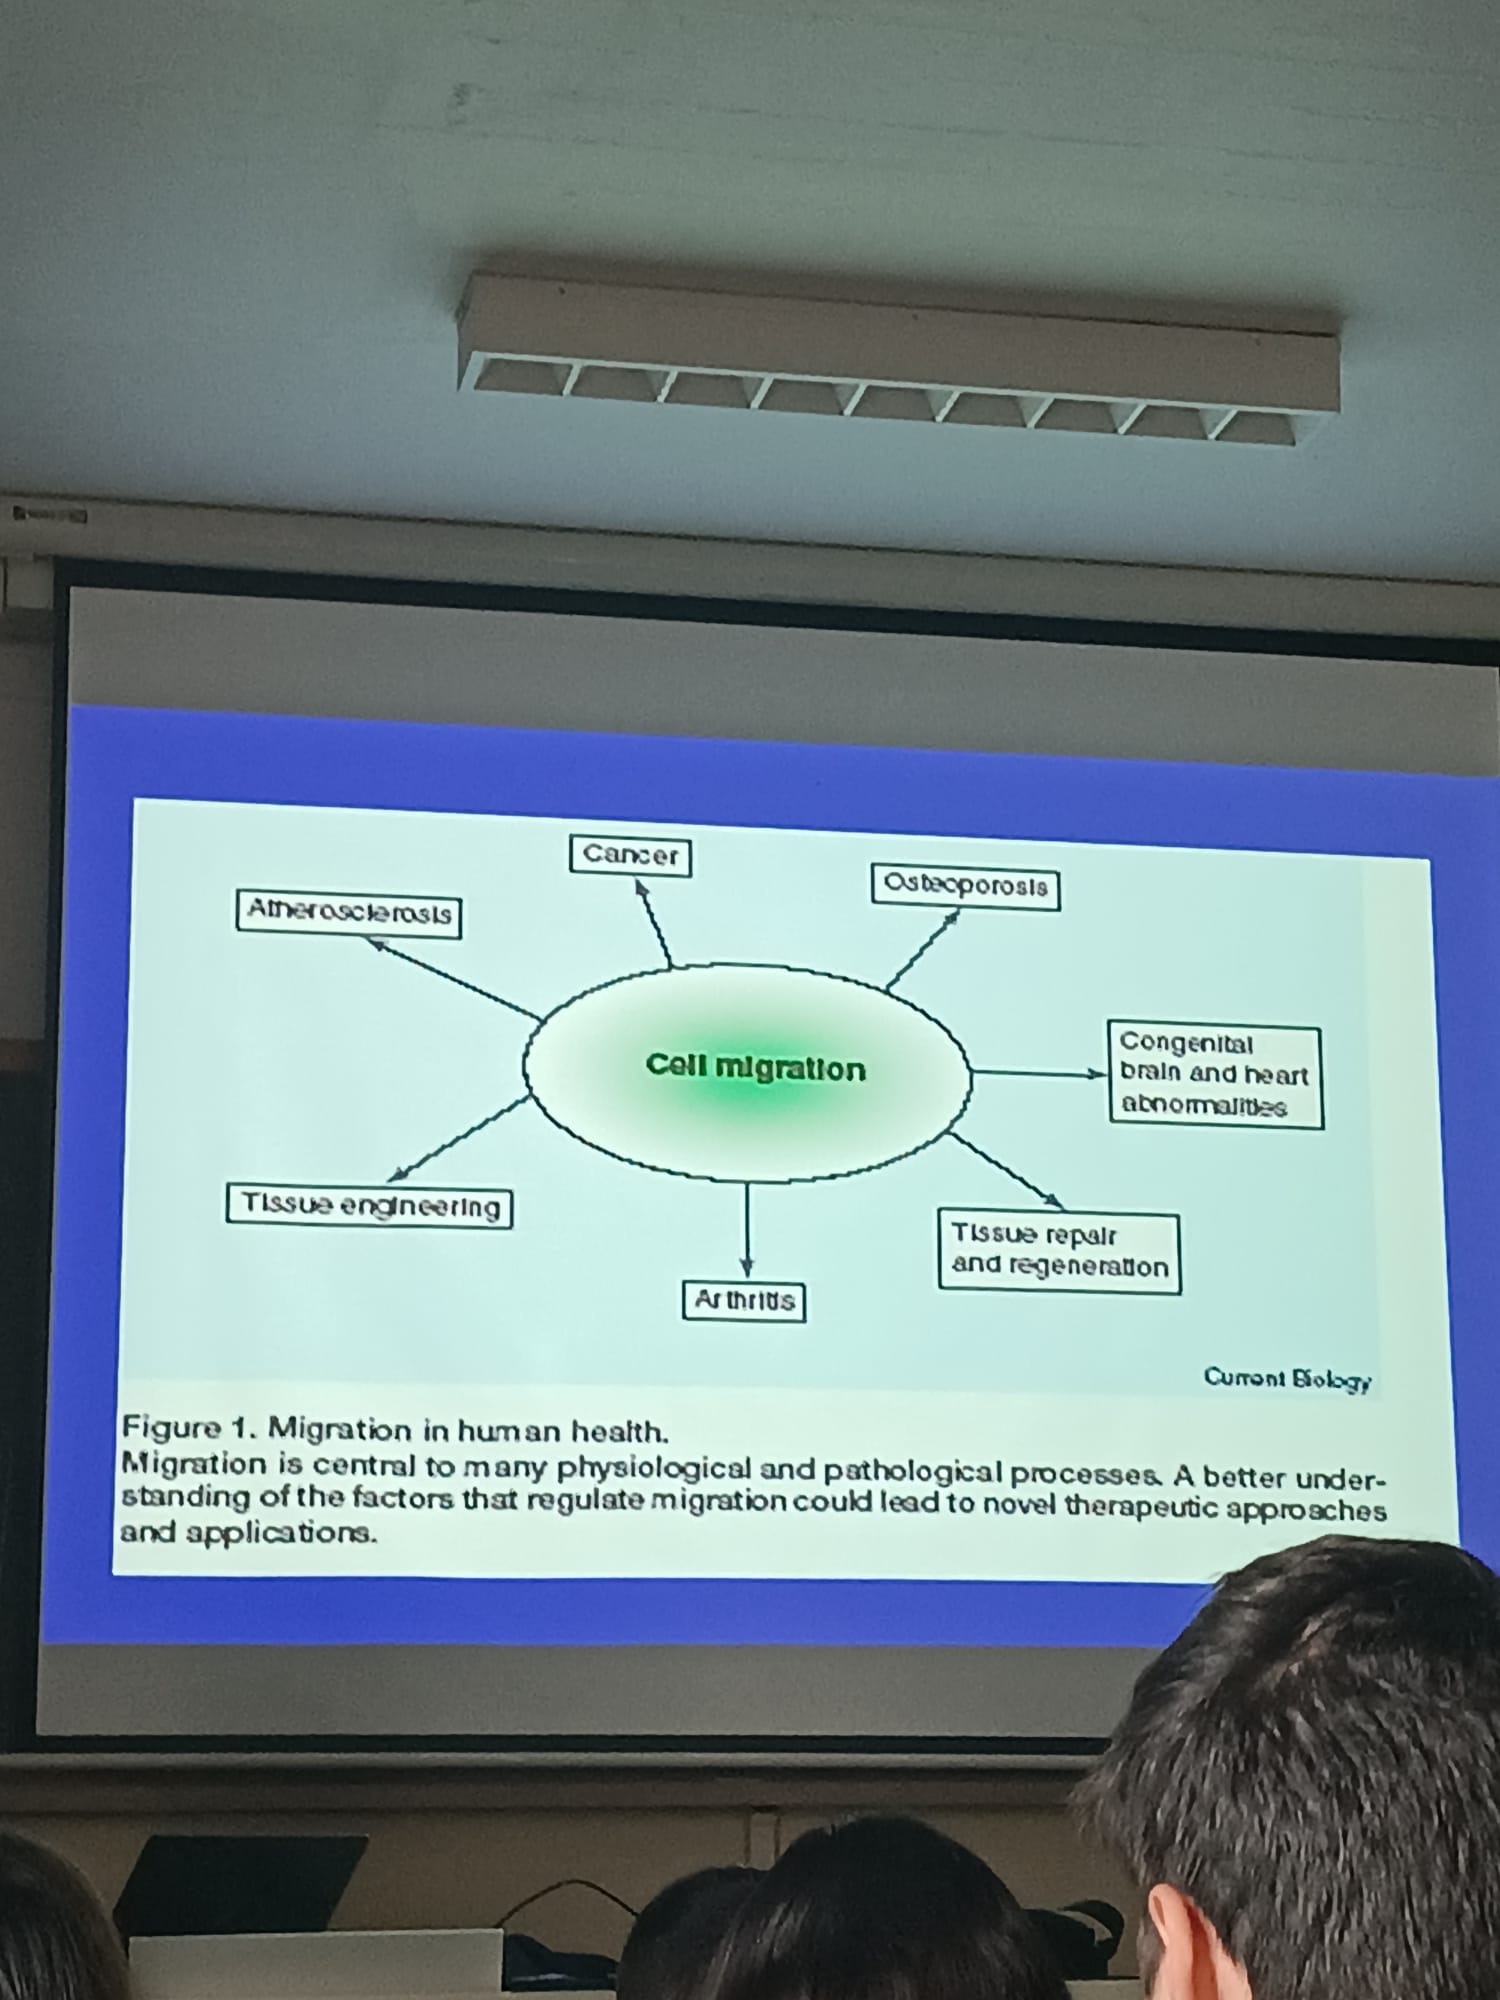 Cancer
Osteoporosis
Atherosclerosis
Cell migration
Congenital
brain and heart
abnormalities
Tissue engineering
Tissue repair
and regeneration
Arthritis
Current Biology
Figure 1. Migration in human health.
Migration is central to many physiological and pathological processes. A better under-
standing of the factors that regulate migration could lead to novel therapeutic approaches
and applications.